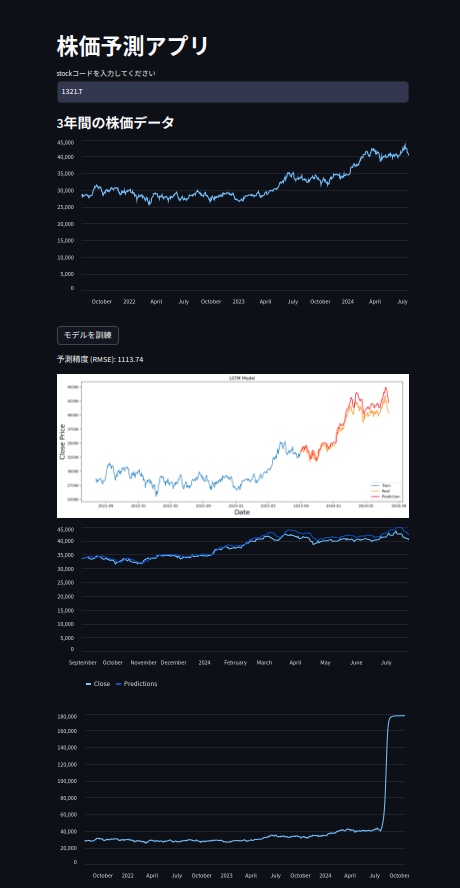 株価予測アプリ
stockコードを入力してください
1321.T
3年間の株価データ
45,000
40,000
35,000
30,000
25,000
20,000
15,000
10,000
5,000
0
October 2022 April July October 2023 April July October 2024 April July
モデルを訓練
予測精度 (RMSE): 1113.74
LSTM Model
Close Price
Train
Real
Prediction
Date
45,000
40,000
35,000
30,000
25,000
20,000
15,000
10,000
5,000
0
September October November December 2024 February March April May June July
Close Predictions
180,000
160,000
140,000
120,000
100,000
80,000
60,000
40,000
20,000
0
October 2022 April July October 2023 April July October 2024 April July October